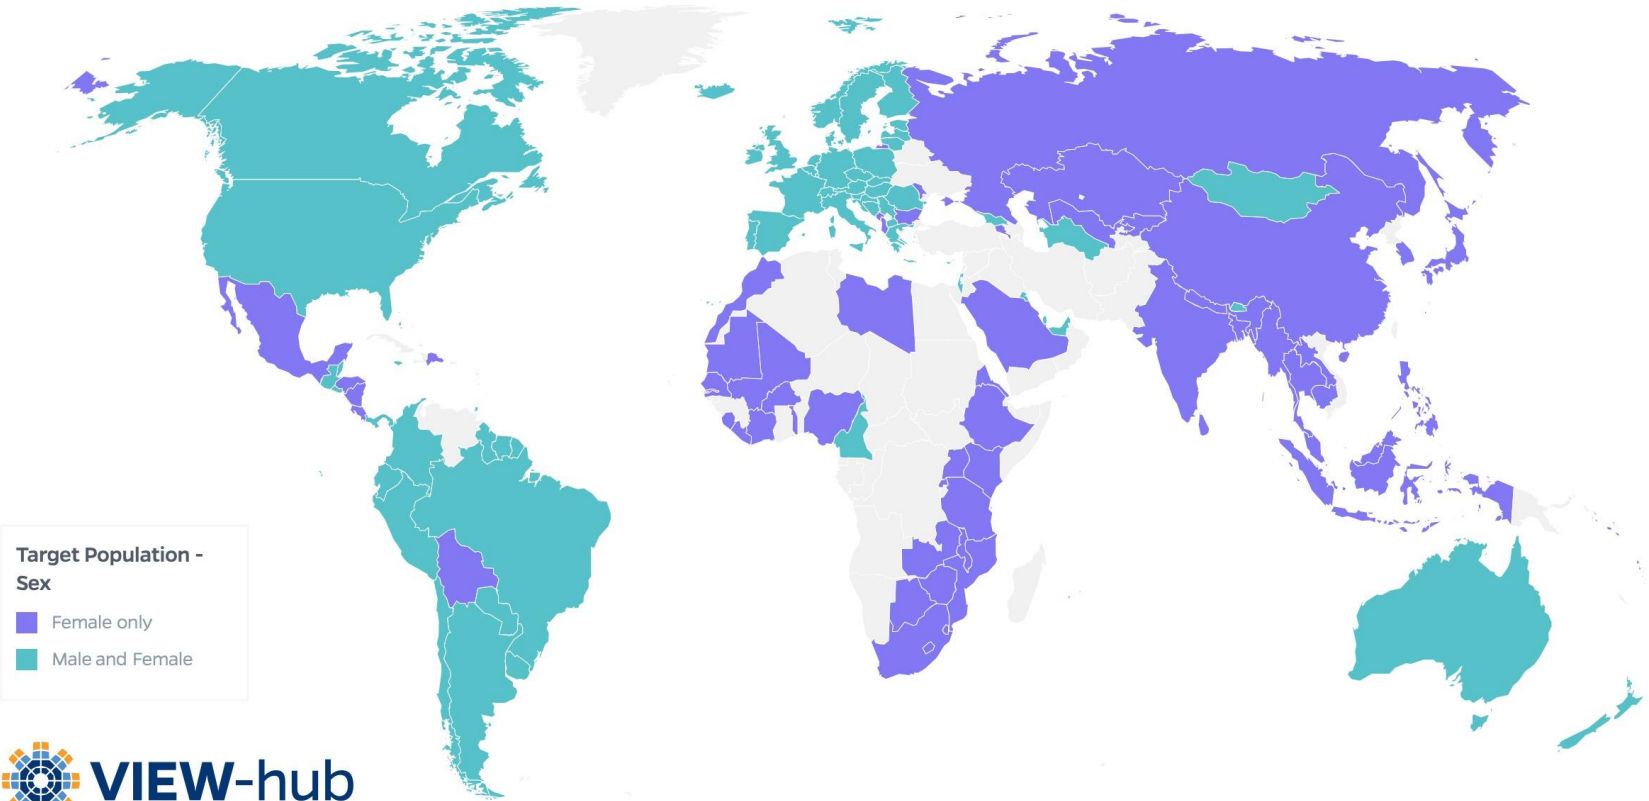 Target Population -
Sex
Female only
Male and Female
VIEW-hub